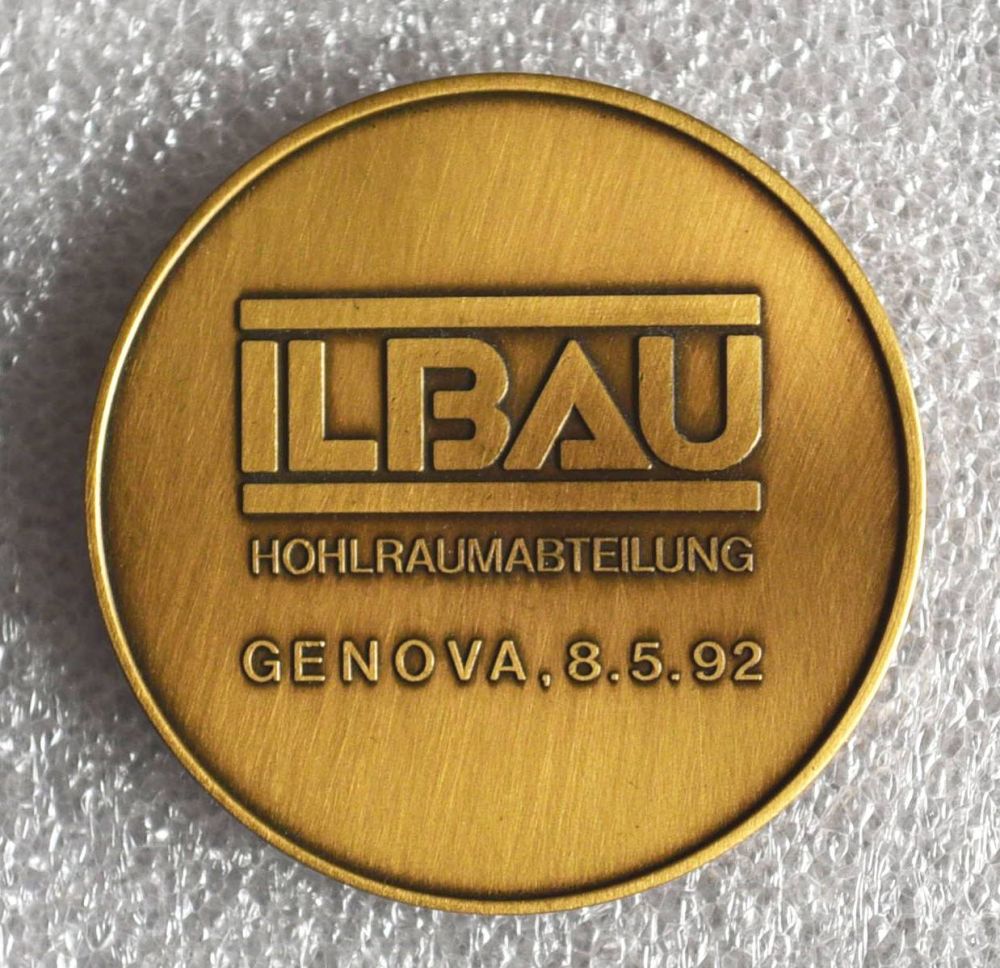 ILBAU
HOHLRAUMABTEILUNG
GENOVA, 8.5.92